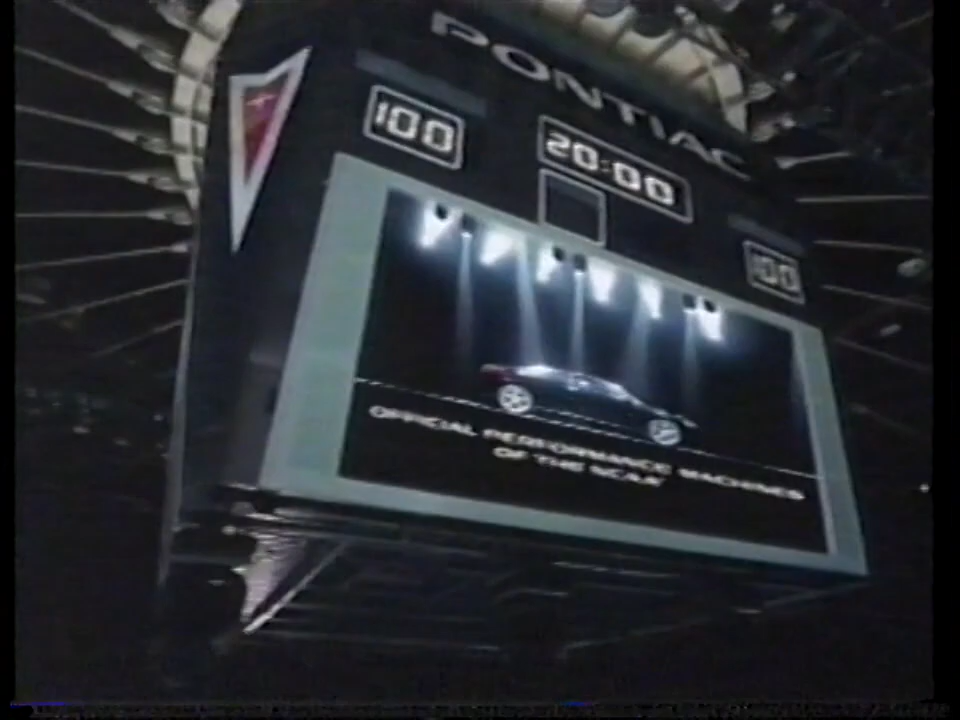 PONTIAC
100
20:00
100
OFFICIAL PERFORMANCE MACHINES
OF THE NCAA